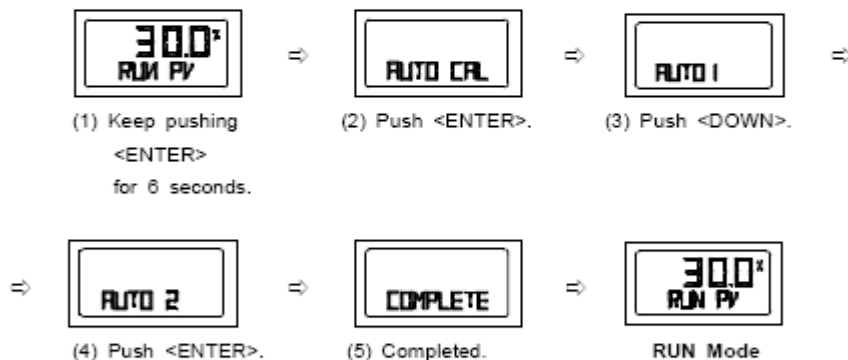 30.0%
RUN PV
⇨
AUTO CAL
⇨
AUTO 1
⇨
(1) Keep pushing
<ENTER>
for 6 seconds.
(2) Push <ENTER>.
(3) Push <DOWN>.
⇨
AUTO 2
⇨
COMPLETE
⇨
30.0%
RUN PV
(4) Push <ENTER>.
(5) Completed.
RUN Mode